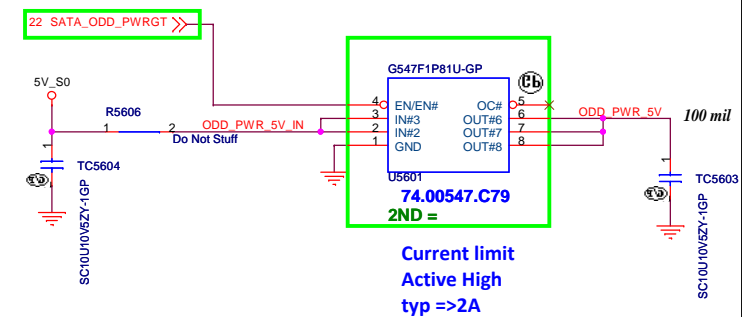 22 SATA_ODD_PWRGT
5V_S0
R5606
1 2
ODD_PWR_5V_IN
Do Not Stuff
1
TC5604
SC10U10V5ZY-1GP
G547F1P81U-GP
4 EN/EN# OC# 5
3 IN#3 OUT#6 6
2 IN#2 OUT#7 7
1 GND OUT#8 8
U5601
74.00547.C79
2ND =
ODD_PWR_5V
100 mil
1
TC5603
SC10U10V5ZY-1GP
Current limit
Active High
typ =>2A